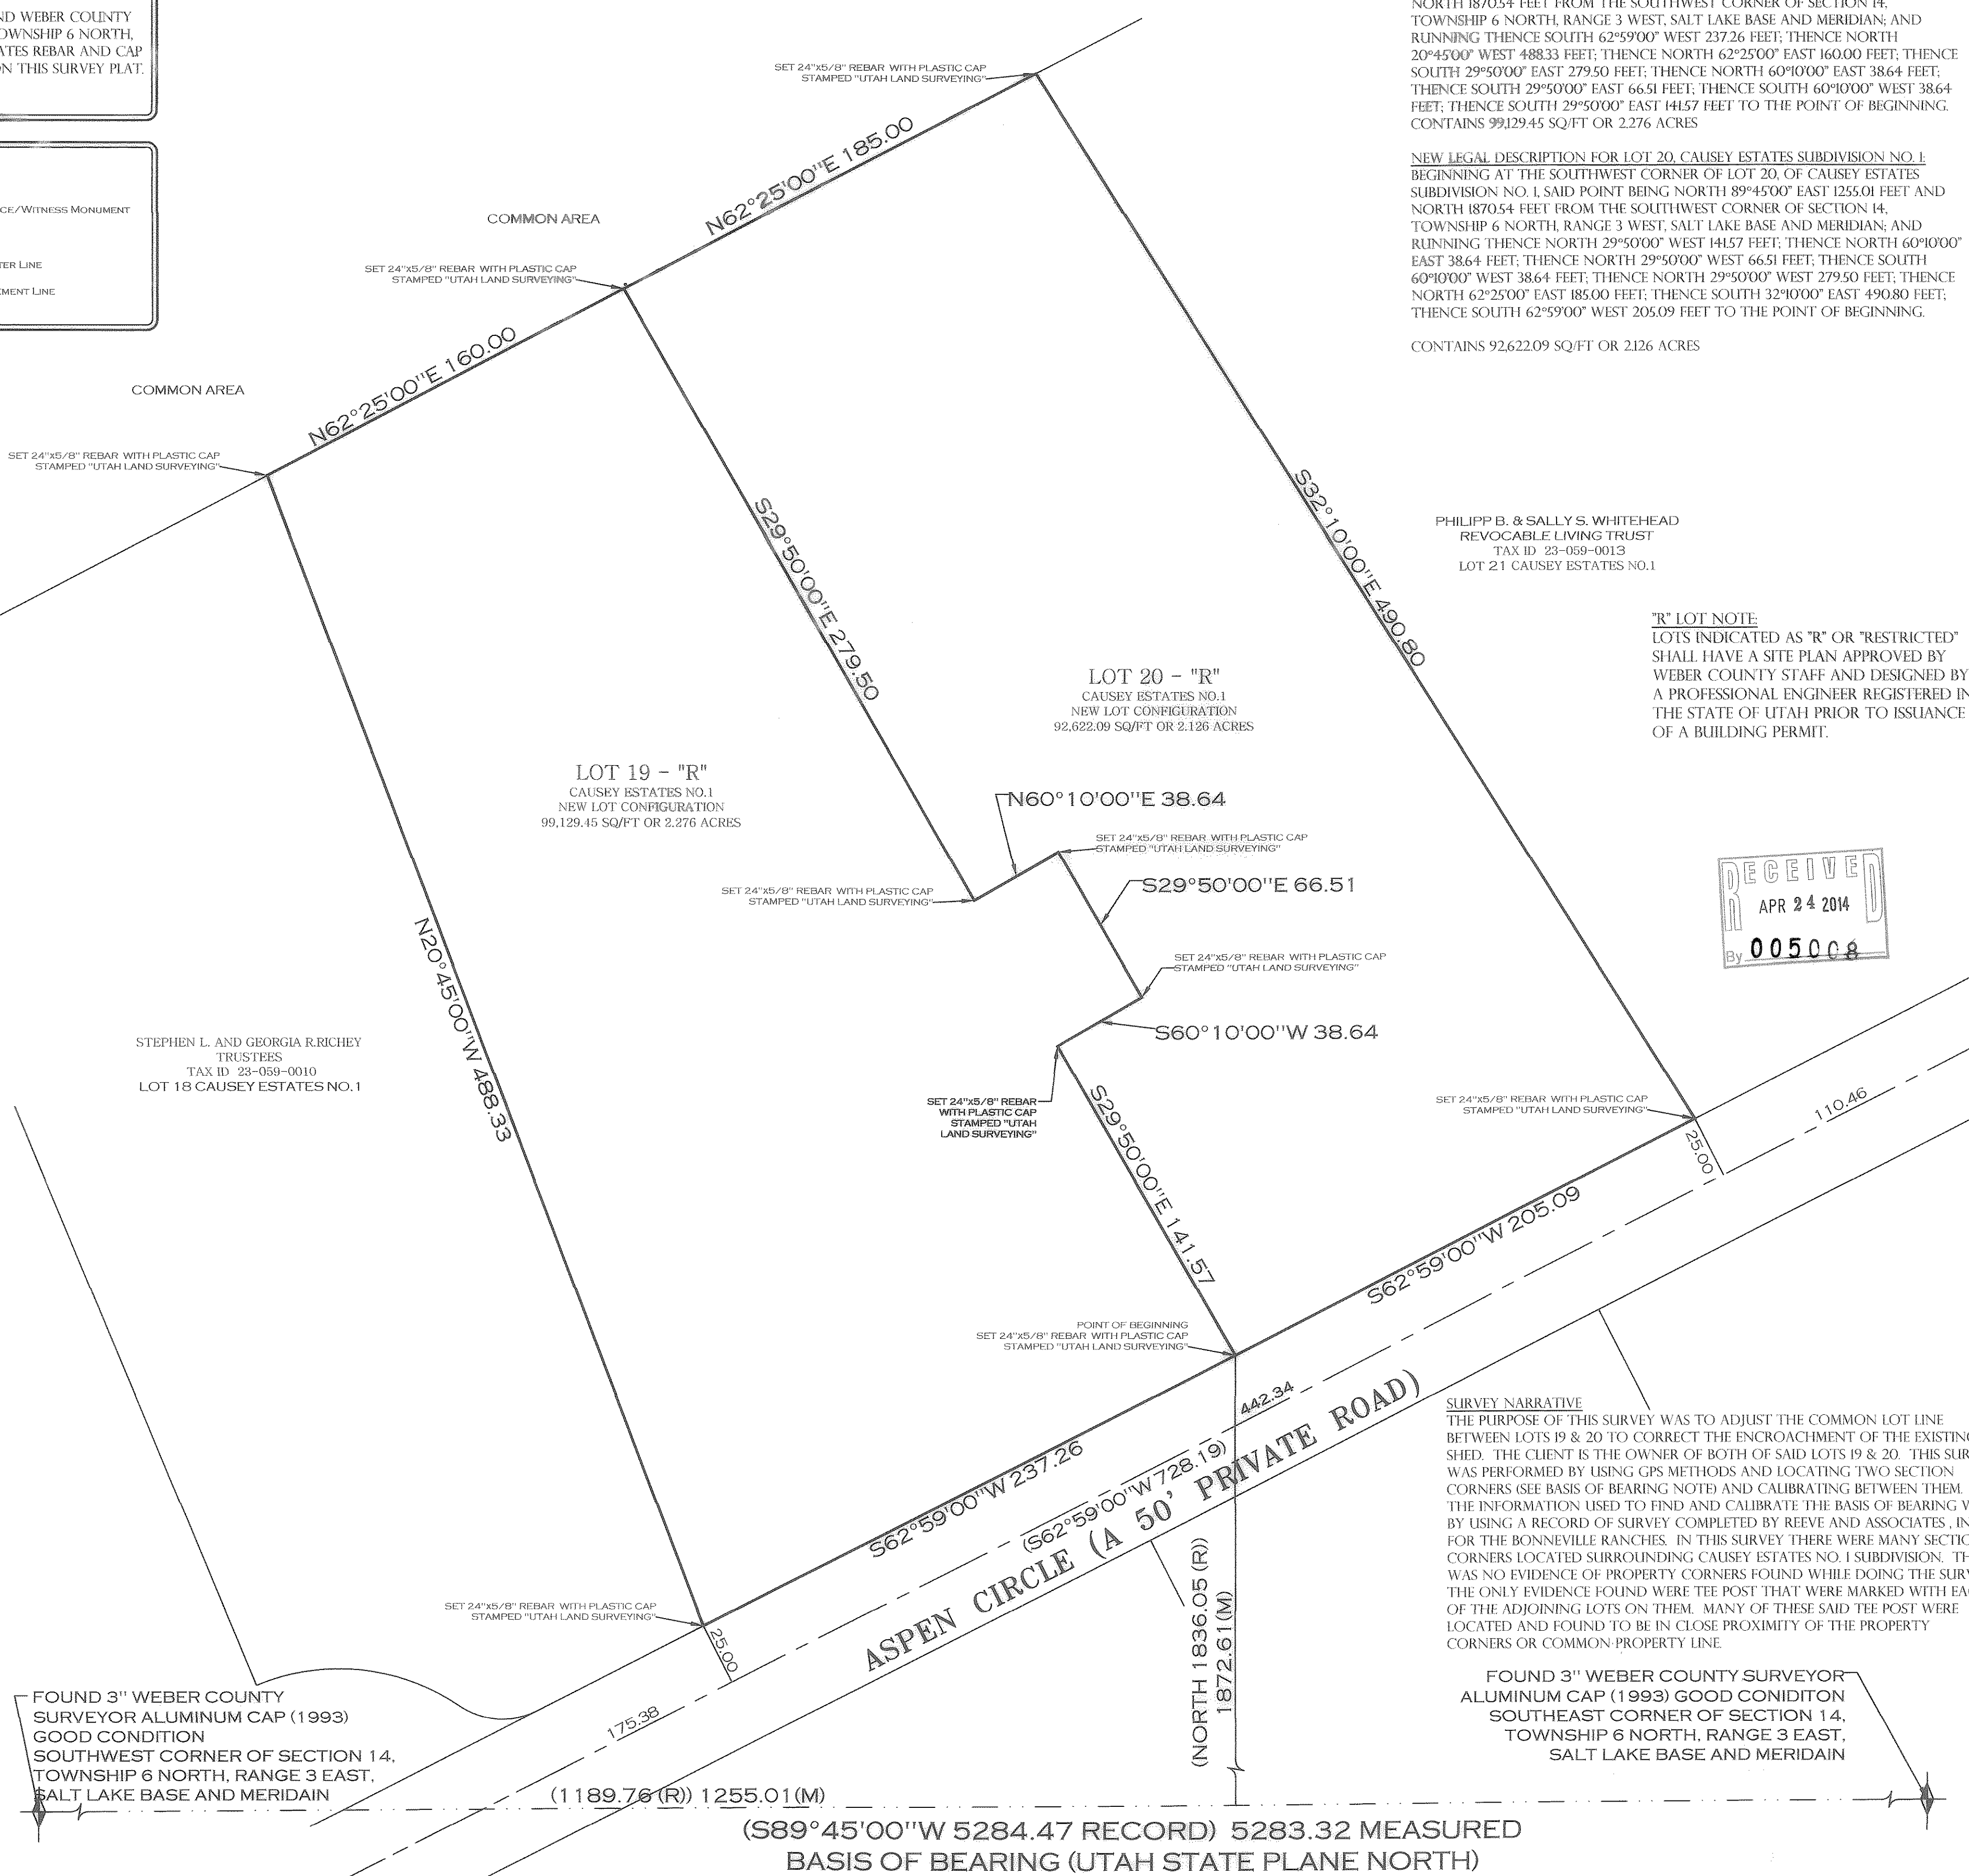 ND WEBER COUNTY
OWNSHIP 6 NORTH,
ATES REBAR AND CAP
ON THIS SURVEY PLAT.
CE/WITNESS MONUMENT
TER LINE
EMENT LINE
NORTH 1870.54 FEET FROM THE SOUTHWEST CORNER OF SECTION 14,
TOWNSHIP 6 NORTH, RANGE 3 WEST, SALT LAKE BASE AND MERIDIAN; AND
RUNNING THENCE SOUTH 62°59'00" WEST 237.26 FEET; THENCE NORTH
20°45'00" WEST 488.33 FEET; THENCE NORTH 62°25'00" EAST 160.00 FEET; THENCE
SOUTH 29°50'00" EAST 279.50 FEET; THENCE NORTH 60°10'00" EAST 38.64 FEET;
THENCE SOUTH 29°50'00" EAST 66.51 FEET; THENCE SOUTH 60°10'00" WEST 38.64
FEET; THENCE SOUTH 29°50'00" EAST 141.57 FEET TO THE POINT OF BEGINNING.
CONTAINS 99,129.45 SQ/FT OR 2.276 ACRES
NEW LEGAL DESCRIPTION FOR LOT 20, CAUSEY ESTATES SUBDIVISION NO. 1:
BEGINNING AT THE SOUTHWEST CORNER OF LOT 20, OF CAUSEY ESTATES
SUBDIVISION NO. 1, SAID POINT BEING NORTH 89°45'00" EAST 1255.01 FEET AND
NORTH 1870.54 FEET FROM THE SOUTHWEST CORNER OF SECTION 14,
TOWNSHIP 6 NORTH, RANGE 3 WEST, SALT LAKE BASE AND MERIDIAN; AND
RUNNING THENCE NORTH 29°50'00" WEST 141.57 FEET; THENCE NORTH 60°10'00"
EAST 38.64 FEET; THENCE NORTH 29°50'00" WEST 66.51 FEET; THENCE SOUTH
60°10'00" WEST 38.64 FEET; THENCE NORTH 29°50'00" WEST 279.50 FEET; THENCE
NORTH 62°25'00" EAST 185.00 FEET; THENCE SOUTH 32°10'00" EAST 490.80 FEET;
THENCE SOUTH 62°59'00" WEST 205.09 FEET TO THE POINT OF BEGINNING.
CONTAINS 92,622.09 SQ/FT OR 2.126 ACRES
SET 24"x5/8" REBAR WITH PLASTIC CAP
STAMPED "UTAH LAND SURVEYING"
N62°25'00"E 185.00
COMMON AREA
SET 24"x5/8" REBAR WITH PLASTIC CAP
STAMPED "UTAH LAND SURVEYING"
N62°25'00"E 160.00
COMMON AREA
SET 24"x5/8" REBAR WITH PLASTIC CAP
STAMPED "UTAH LAND SURVEYING"
S29°50'00"E 279.50
S32°10'00"E 490.80
PHILIPP B. & SALLY S. WHITEHEAD
REVOCABLE LIVING TRUST
TAX ID 23-059-0013
LOT 21 CAUSEY ESTATES NO.1
"R" LOT NOTE:
LOTS INDICATED AS "R" OR "RESTRICTED"
SHALL HAVE A SITE PLAN APPROVED BY
WEBER COUNTY STAFF AND DESIGNED BY
A PROFESSIONAL ENGINEER REGISTERED IN
THE STATE OF UTAH PRIOR TO ISSUANCE
OF A BUILDING PERMIT.
LOT 20 - "R"
CAUSEY ESTATES NO.1
NEW LOT CONFIGURATION
92,622.09 SQ/FT OR 2.126 ACRES
LOT 19 - "R"
CAUSEY ESTATES NO.1
NEW LOT CONFIGURATION
99,129.45 SQ/FT OR 2.276 ACRES
N60°10'00"E 38.64
SET 24"x5/8" REBAR WITH PLASTIC CAP
STAMPED "UTAH LAND SURVEYING"
SET 24"x5/8" REBAR WITH PLASTIC CAP
STAMPED "UTAH LAND SURVEYING"
S29°50'00"E 66.51
RECEIVED
APR 24 2014
By 005008
SET 24"x5/8" REBAR WITH PLASTIC CAP
STAMPED "UTAH LAND SURVEYING"
S60°10'00"W 38.64
N20°45'00"W 488.33
STEPHEN L. AND GEORGIA R.RICHEY
TRUSTEES
TAX ID 23-059-0010
LOT 18 CAUSEY ESTATES NO.1
SET 24"x5/8" REBAR
WITH PLASTIC CAP
STAMPED "UTAH
LAND SURVEYING"
S29°50'00"E 141.57
SET 24"x5/8" REBAR WITH PLASTIC CAP
STAMPED "UTAH LAND SURVEYING"
110.46
25.00
S62°59'00"W 205.09
POINT OF BEGINNING
SET 24"x5/8" REBAR WITH PLASTIC CAP
STAMPED "UTAH LAND SURVEYING"
442.34
S62°59'00"W 237.26
(S62°59'00"W 728.19)
ASPEN CIRCLE (A 50' PRIVATE ROAD)
SURVEY NARRATIVE
THE PURPOSE OF THIS SURVEY WAS TO ADJUST THE COMMON LOT LINE
BETWEEN LOTS 19 & 20 TO CORRECT THE ENCROACHMENT OF THE EXISTING
SHED. THE CLIENT IS THE OWNER OF BOTH OF SAID LOTS 19 & 20. THIS SUR
WAS PERFORMED BY USING GPS METHODS AND LOCATING TWO SECTION
CORNERS (SEE BASIS OF BEARING NOTE) AND CALIBRATING BETWEEN THEM.
THE INFORMATION USED TO FIND AND CALIBRATE THE BASIS OF BEARING W
BY USING A RECORD OF SURVEY COMPLETED BY REEVE AND ASSOCIATES , IN
FOR THE BONNEVILLE RANCHES. IN THIS SURVEY THERE WERE MANY SECTIO
CORNERS LOCATED SURROUNDING CAUSEY ESTATES NO. 1 SUBDIVISION. TH
WAS NO EVIDENCE OF PROPERTY CORNERS FOUND WHILE DOING THE SURV
THE ONLY EVIDENCE FOUND WERE TEE POST THAT WERE MARKED WITH EA
OF THE ADJOINING LOTS ON THEM. MANY OF THESE SAID TEE POST WERE
LOCATED AND FOUND TO BE IN CLOSE PROXIMITY OF THE PROPERTY
CORNERS OR COMMON PROPERTY LINE.
SET 24"x5/8" REBAR WITH PLASTIC CAP
STAMPED "UTAH LAND SURVEYING"
25.00
175.38
(NORTH 1836.05 (R))
1872.61(M)
FOUND 3" WEBER COUNTY
SURVEYOR ALUMINUM CAP (1993)
GOOD CONDITION
SOUTHWEST CORNER OF SECTION 14,
TOWNSHIP 6 NORTH, RANGE 3 EAST,
SALT LAKE BASE AND MERIDAIN
FOUND 3" WEBER COUNTY SURVEYOR
ALUMINUM CAP (1993) GOOD CONIDITON
SOUTHEAST CORNER OF SECTION 14,
TOWNSHIP 6 NORTH, RANGE 3 EAST,
SALT LAKE BASE AND MERIDAIN
(1189.76 (R)) 1255.01(M)
(S89°45'00"W 5284.47 RECORD) 5283.32 MEASURED
BASIS OF BEARING (UTAH STATE PLANE NORTH)